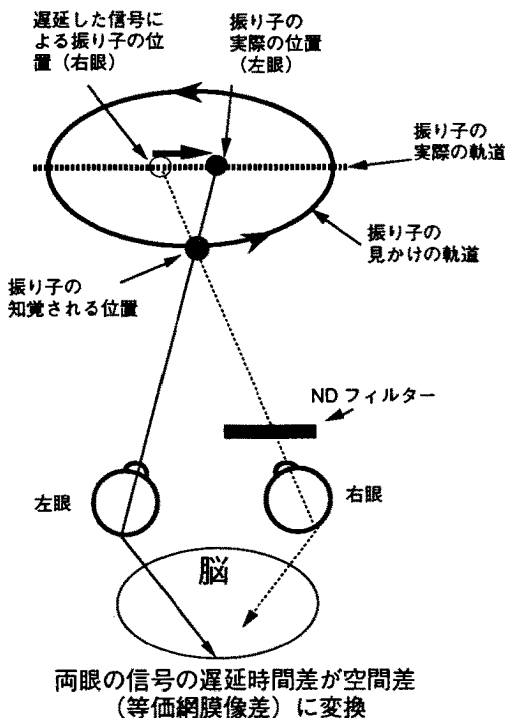 遅延した信号に
よる振り子の位
置（右眼）
振り子の
実際の位置
（左眼）
振り子の
実際の軌道
振り子の
見かけの軌道
振り子の
知覚される位置
ND フィルター
左眼
右眼
脳
両眼の信号の遅延時間差が空間差
（等価網膜像差）に変換